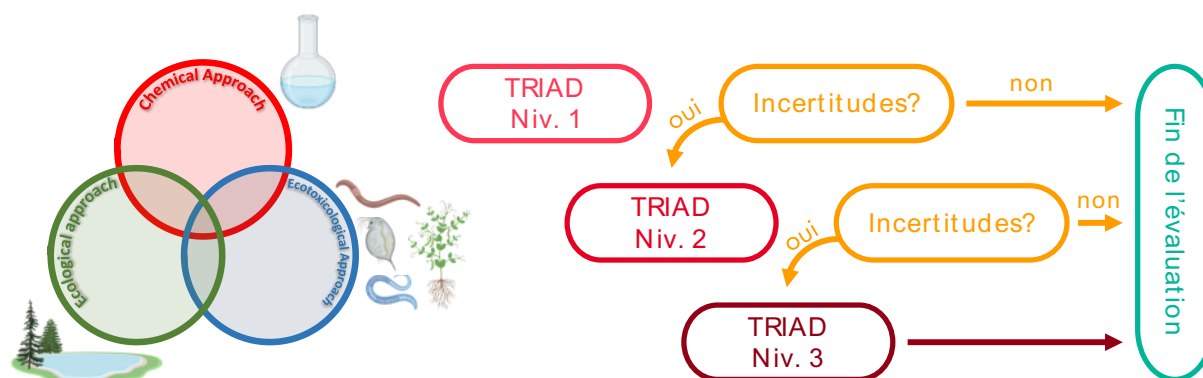 Chemical Approach
Ecological approach
Ecotoxicological Approach
TRIAD
Niv. 1
Incertitudes?
non
oui
TRIAD
Niv. 2
Incertitudes?
non
oui
TRIAD
Niv. 3
Fin de l'évaluation